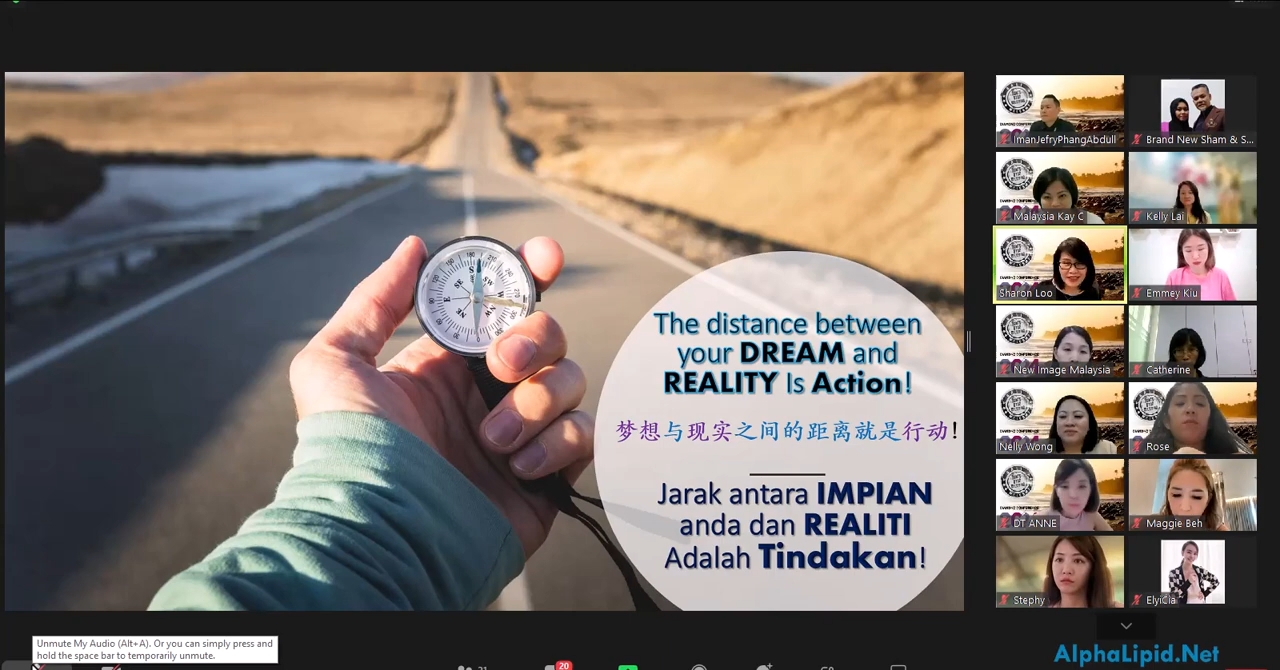 The distance between
your DREAM and
REALITY Is Action!
梦想与现实之间的距离就是行动!
Jarak antara IMPIAN
anda dan REALITI
Adalah Tindakan!
ImanJefryPhangAbdull
Brand New Sham & S...
Malaysia Kay C
Kelly Lai
Sharon Loo
Emmey Kiu
New Image Malaysia
Catherine
Nelly Wong
Rose
DT ANNE
Maggie Beh
Stephy
ElyiCla
Unmute My Audio (Alt+A). Or you can simply press and
hold the space bar to temporarily unmute.
20
AlphaLipid.Net